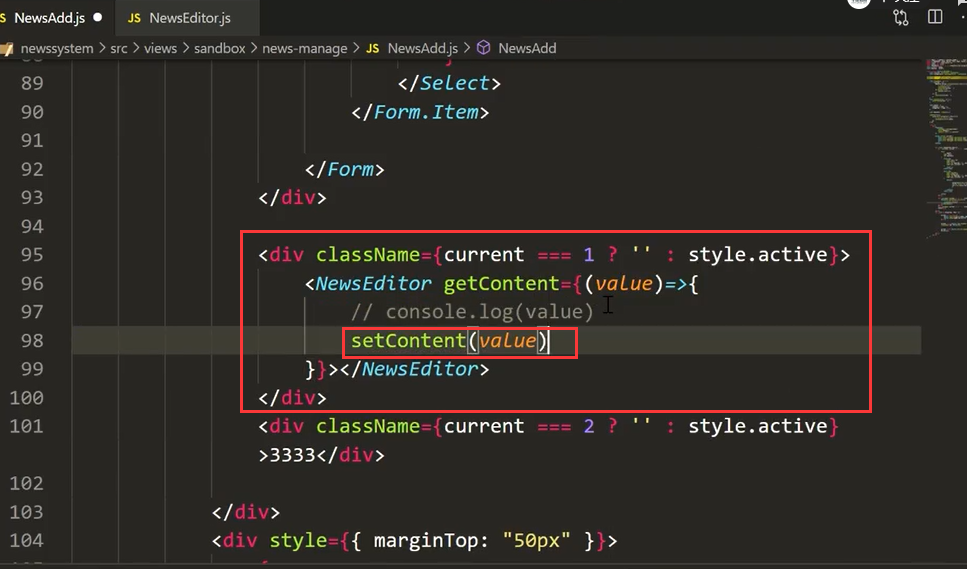 JS NewsAdd.js ● JS NewsEditor.js
newssystem > src > views > sandbox > news-manage > JS NewsAdd.js > NewsAdd
89 </Select>
90 </Form.Item>
91
92 </Form>
93 </div>
94
95 <div className={current === 1 ? '' : style.active}>
96 <NewsEditor getContent={(value)=>{
97 // console.log(value)
98 setContent(value)
99 }}></NewsEditor>
100 </div>
101 <div className={current === 2 ? '' : style.active}
>3333</div>
102
103 </div>
104 <div style={{ marginTop: "50px" }}>